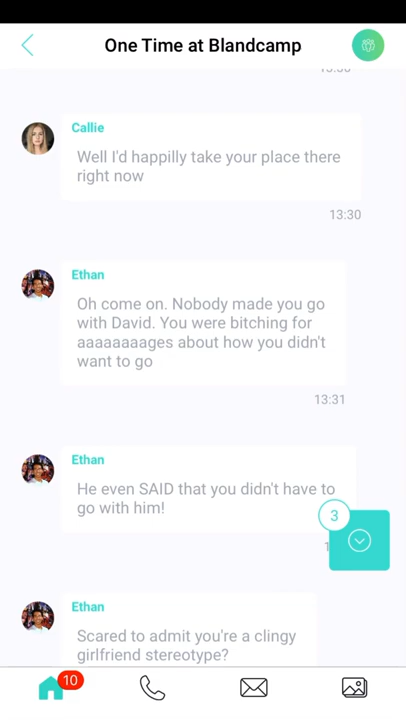 One Time at Blandcamp
13:30
Callie
Well I'd happilly take your place there
right now
13:30
Ethan
Oh come on. Nobody made you go
with David. You were bitching for
aaaaaaaages about how you didn't
want to go
13:31
Ethan
He even SAID that you didn't have to
go with him!
3
Ethan
Scared to admit you're a clingy
girlfriend stereotype?
10